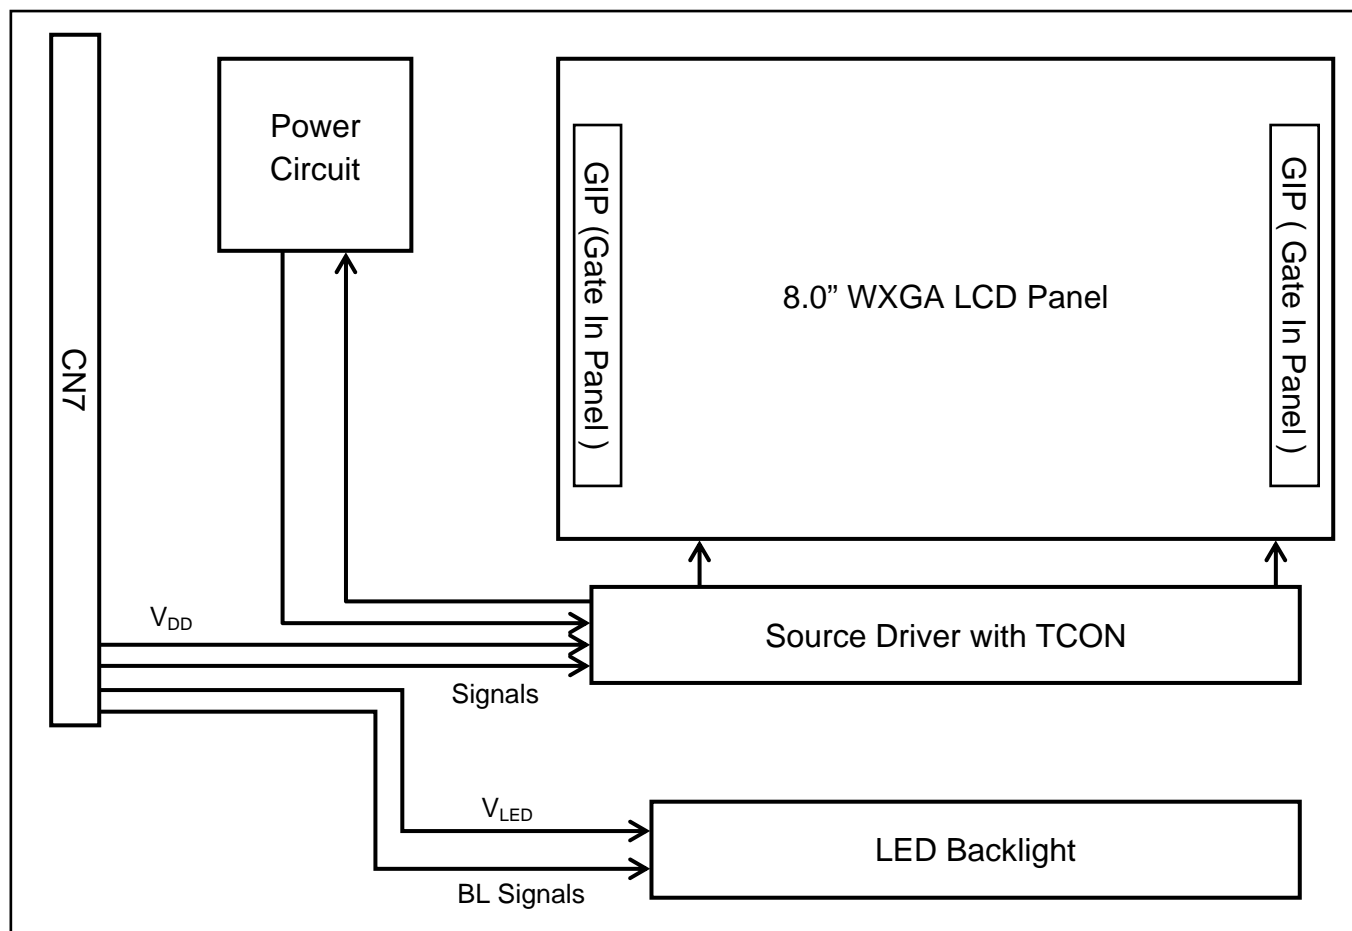 Power
Circuit
GIP (Gate In Panel )
8.0” WXGA LCD Panel
GIP ( Gate In Panel )
CN7
VDD
Source Driver with TCON
Signals
VLED
LED Backlight
BL Signals